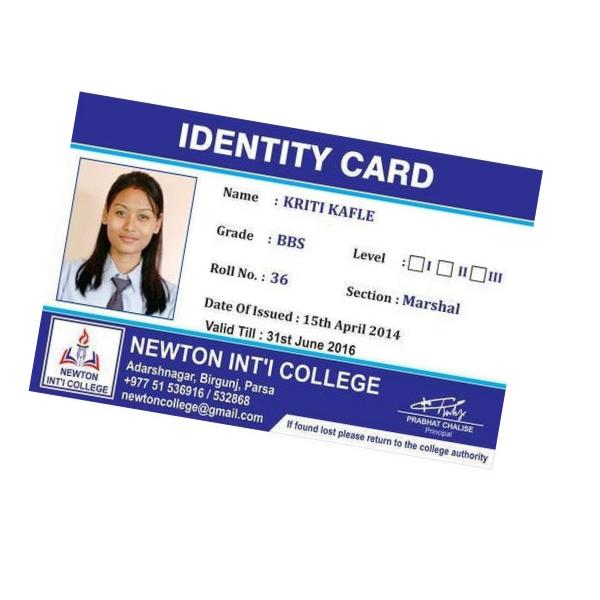 IDENTITY CARD
Name : KRITI KAFLE
Grade : BBS
Level : I II III
Roll No. : 36
Section : Marshal
Date Of Issued : 15th April 2014
Valid Till : 31st June 2016
NEWTON
INT'I COLLEGE
NEWTON INT'I COLLEGE
Adarshnagar, Birgunj, Parsa
+977 51 536916 / 532868
newtoncollege@gmail.com
PRABHAT CHALISE
Principal
If found lost please return to the college authority